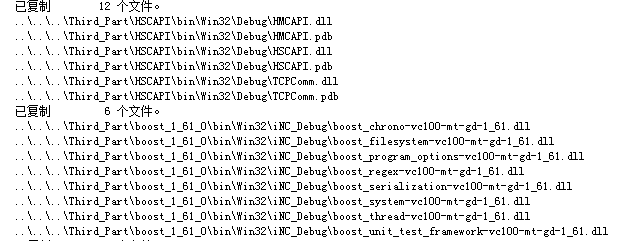 已复制         12 个文件。
..\..\..\Third_Part\HSCAPI\bin\Win32\Debug\HMCAPI.dll
..\..\..\Third_Part\HSCAPI\bin\Win32\Debug\HMCAPI.pdb
..\..\..\Third_Part\HSCAPI\bin\Win32\Debug\HSCAPI.dll
..\..\..\Third_Part\HSCAPI\bin\Win32\Debug\HSCAPI.pdb
..\..\..\Third_Part\HSCAPI\bin\Win32\Debug\TCPComm.dll
..\..\..\Third_Part\HSCAPI\bin\Win32\Debug\TCPComm.pdb
已复制         6 个文件。
..\..\..\Third_Part\boost_1_61_0\bin\Win32\iNC_Debug\boost_chrono-vc100-mt-gd-1_61.dll
..\..\..\Third_Part\boost_1_61_0\bin\Win32\iNC_Debug\boost_filesystem-vc100-mt-gd-1_61.dll
..\..\..\Third_Part\boost_1_61_0\bin\Win32\iNC_Debug\boost_program_options-vc100-mt-gd-1_61.dll
..\..\..\Third_Part\boost_1_61_0\bin\Win32\iNC_Debug\boost_regex-vc100-mt-gd-1_61.dll
..\..\..\Third_Part\boost_1_61_0\bin\Win32\iNC_Debug\boost_serialization-vc100-mt-gd-1_61.dll
..\..\..\Third_Part\boost_1_61_0\bin\Win32\iNC_Debug\boost_system-vc100-mt-gd-1_61.dll
..\..\..\Third_Part\boost_1_61_0\bin\Win32\iNC_Debug\boost_thread-vc100-mt-gd-1_61.dll
..\..\..\Third_Part\boost_1_61_0\bin\Win32\iNC_Debug\boost_unit_test_framework-vc100-mt-gd-1_61.dll